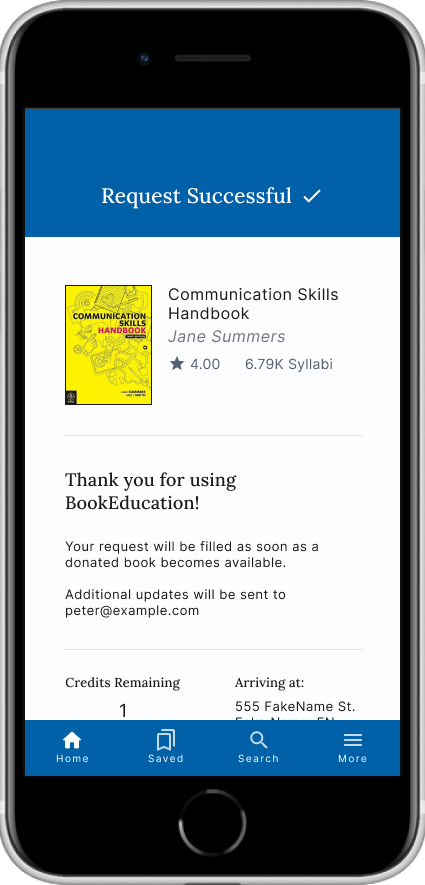 Request Successful
COMMUNICATION
SKILLS
HANDBOOK
Communication Skills
Handbook
Jane Summers
4.00 6.79K Syllabi
Thank you for using
BookEducation!
Your request will be filled as soon as a
donated book becomes available.
Additional updates will be sent to
peter@example.com
Credits Remaining
Arriving at:
1
555 FakeName St.
Home
Saved
Search
More